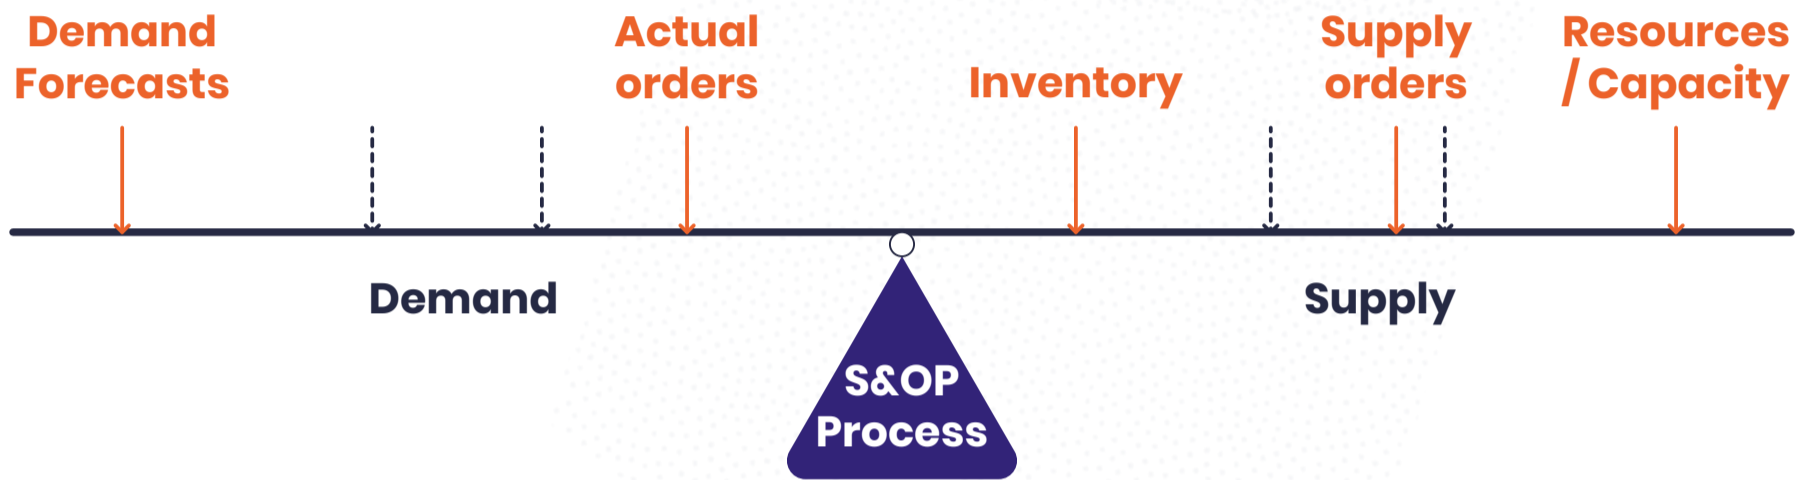 Demand
Forecasts
Actual
orders
Inventory
Supply
orders
Resources
/ Capacity
Demand
Supply
S&OP
Process